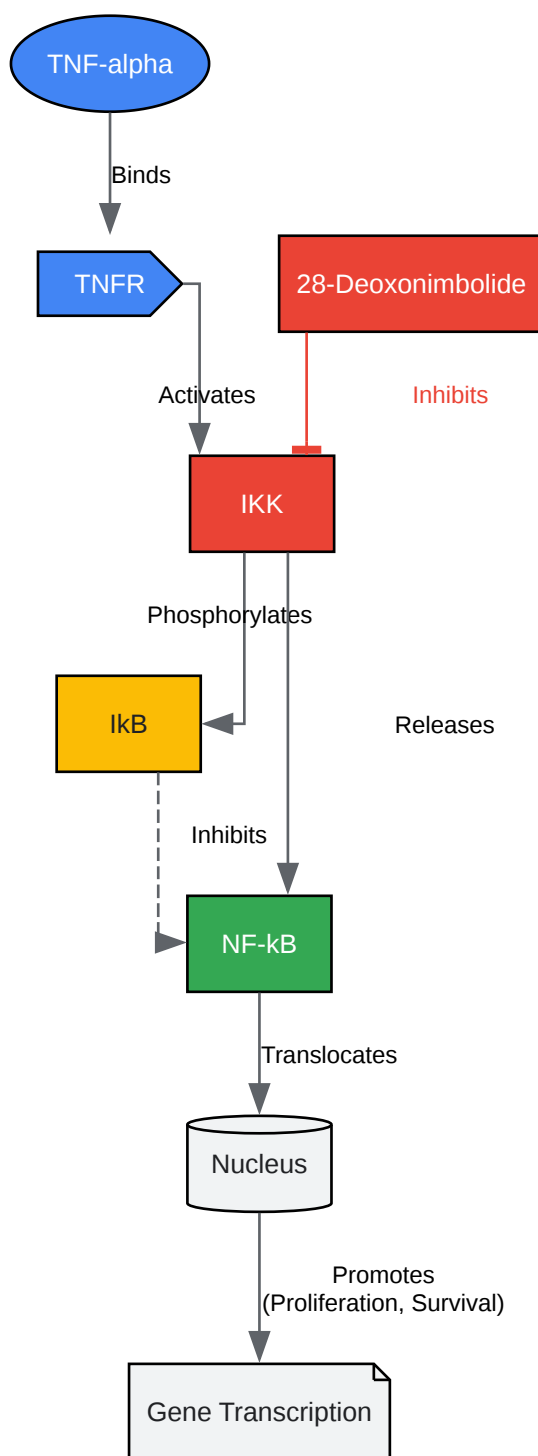 TNF-alpha
Binds
TNFR
28-Deoxonimbolide
Activates
Inhibits
IKK
Phosphorylates
IkB
Releases
Inhibits
NF-kB
Translocates
Nucleus
Promotes
(Proliferation, Survival)
Gene Transcription